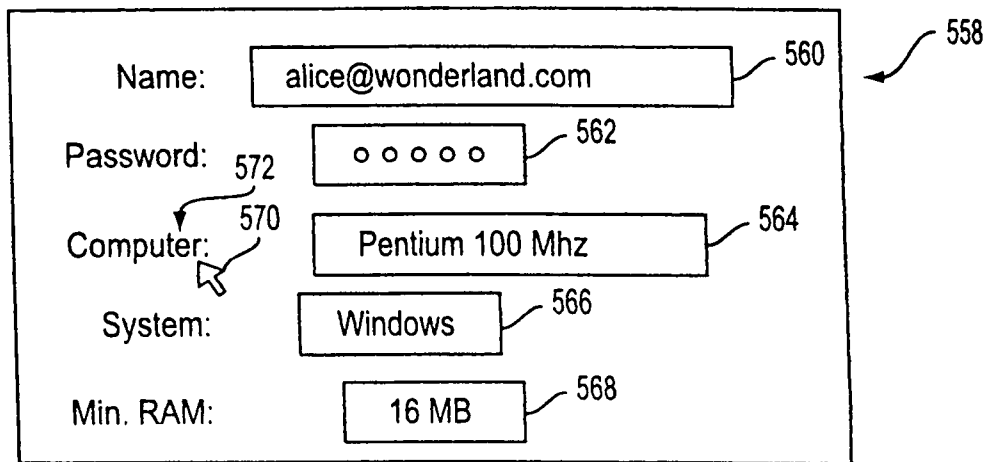 558
Name: alice@wonderland.com 560
Password: ○○○○○ 562
572
570
Computer: Pentium 100 Mhz 564
System: Windows 566
Min. RAM: 16 MB 568